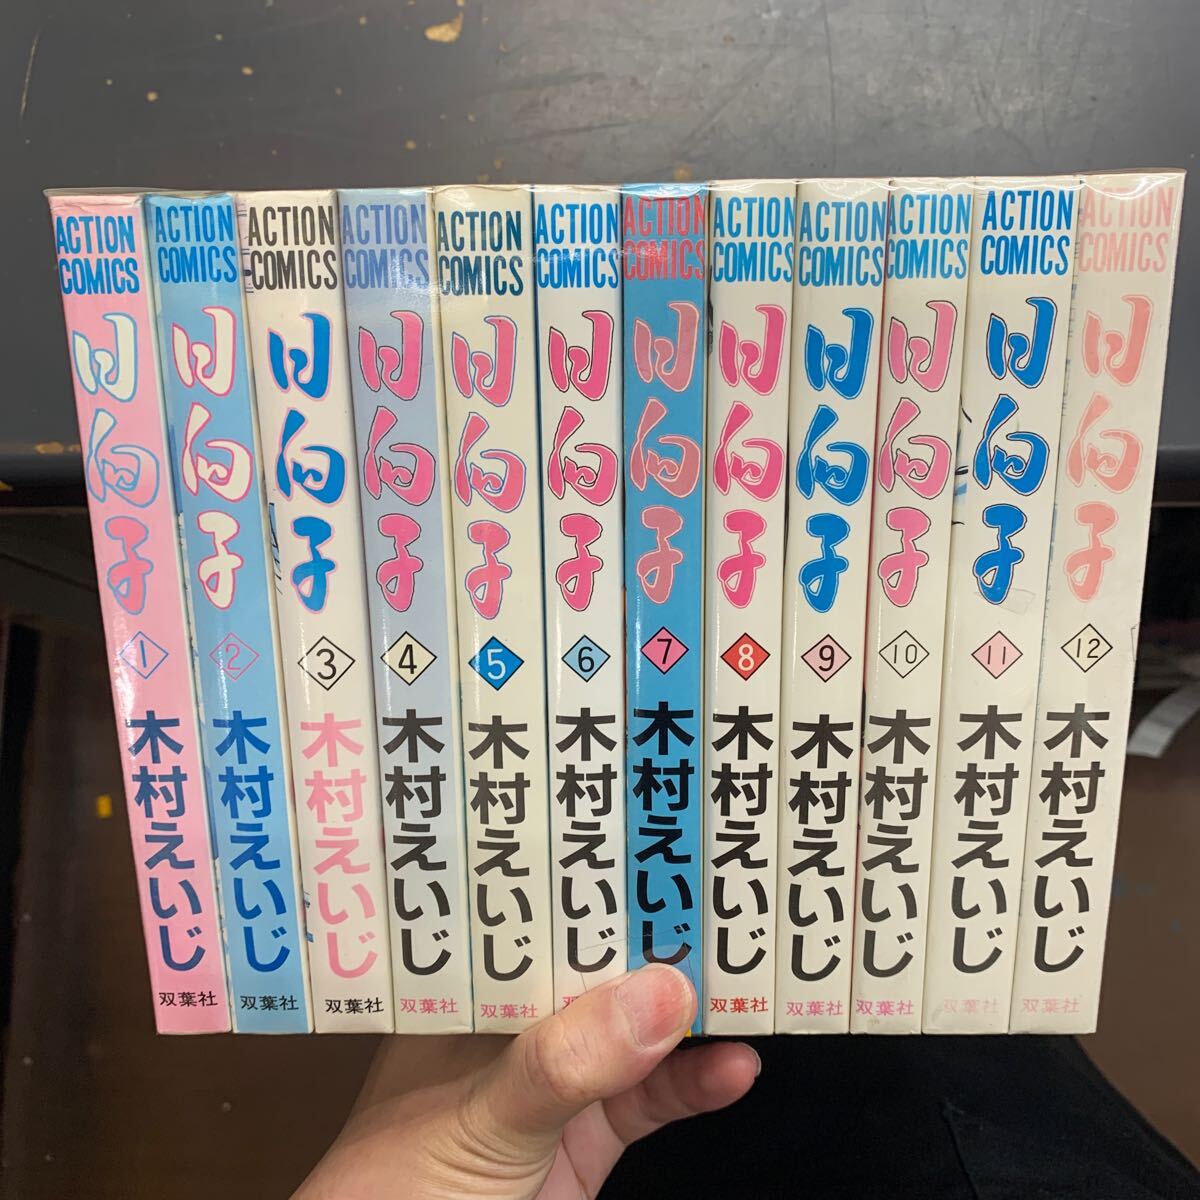 ACTION
COMICS
日向子
1
木村えいじ
双葉社
ACTION
COMICS
日向子
2
木村えいじ
双葉社
ACTION
COMICS
日向子
3
木村えいじ
双葉社
ACTION
COMICS
日向子
4
木村えいじ
双葉社
ACTION
COMICS
日向子
5
木村えいじ
双葉社
ACTION
COMICS
日向子
6
木村えいじ
ACTION
COMICS
日向子
7
木村えいじ
ACTION
COMICS
日向子
8
木村えいじ
双葉社
ACTION
COMICS
日向子
9
木村えいじ
双葉社
ACTION
COMICS
日向子
10
木村えいじ
双葉社
ACTION
COMICS
日向子
11
木村えいじ
双葉社
ACTION
COMICS
日向子
12
木村えいじ
双葉社